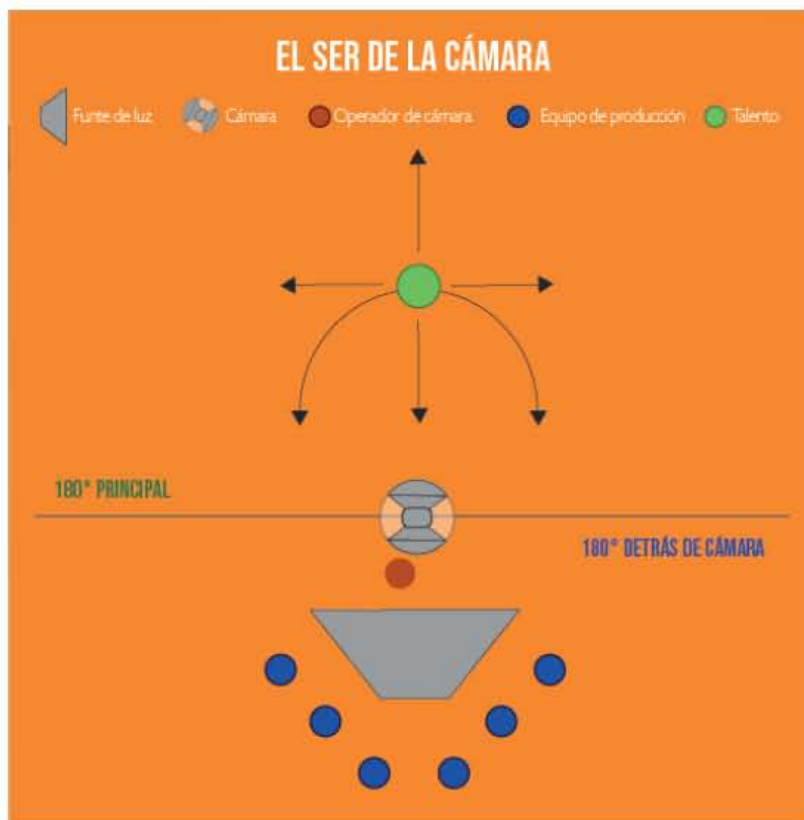 EL SER DE LA CÁMARA
Funte de luz Cámara Operador de cámara Equipo de producción Talento
180° PRINCIPAL
180° DETRÁS DE CÁMARA